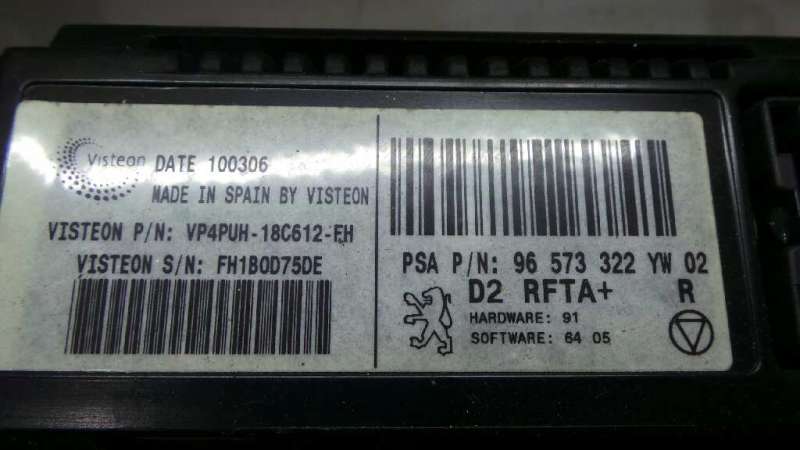 Visteon DATE 100306
MADE IN SPAIN BY VISTEON
VISTEON P/N: VP4PUH-18C612-FH
VISTEON S/N: FH1B0D75DE
PSA P/N: 96 573 322 YW 02
D2 RFTA+ R
HARDWARE: 91
SOFTWARE: 64 05